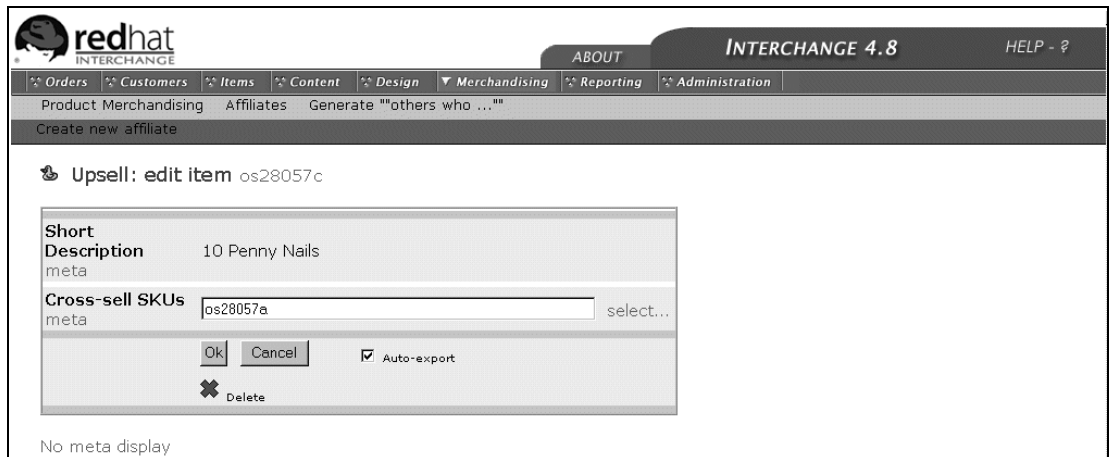 redhat
INTERCHANGE
ABOUT INTERCHANGE 4.8 HELP - ?
Orders Customers Items Content Design Merchandising Reporting Administration
Product Merchandising Affiliates Generate ""others who ...""
Create new affiliate
Upsell: edit item os28057c
Short
Description 10 Penny Nails
meta
Cross-sell SKUs os28057a select...
meta
Ok Cancel Auto-export
Delete
No meta display